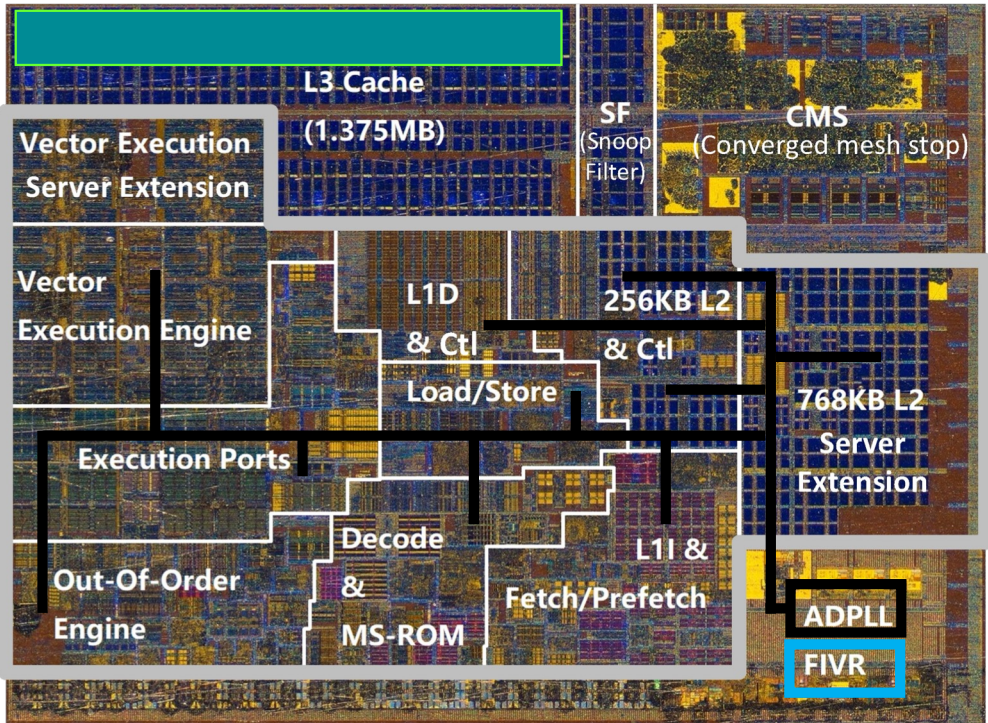 L3 Cache
(1.375MB)
SF
(Snoop
Filter)
CMS
(Converged mesh stop)
Vector Execution
Server Extension
Vector
Execution Engine
L1D
& Ctl
256KB L2
& Ctl
Load/Store
768KB L2
Server
Extension
Execution Ports
Decode
&
MS-ROM
L1I &
Fetch/Prefetch
Out-Of-Order
Engine
ADPLL
FIVR